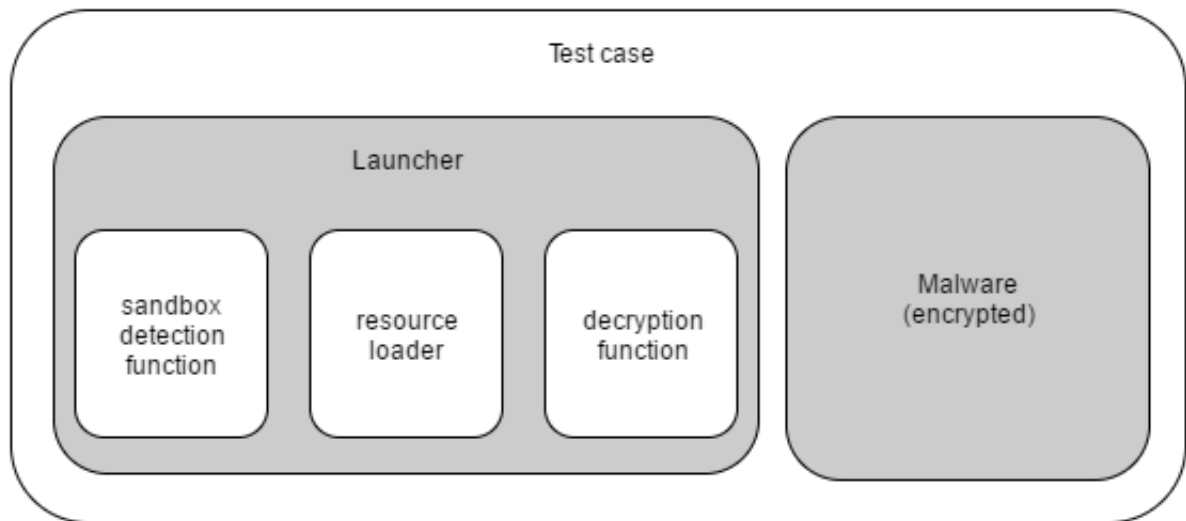 Test case
Launcher
sandbox
detection
function
resource
loader
decryption
function
Malware
(encrypted)